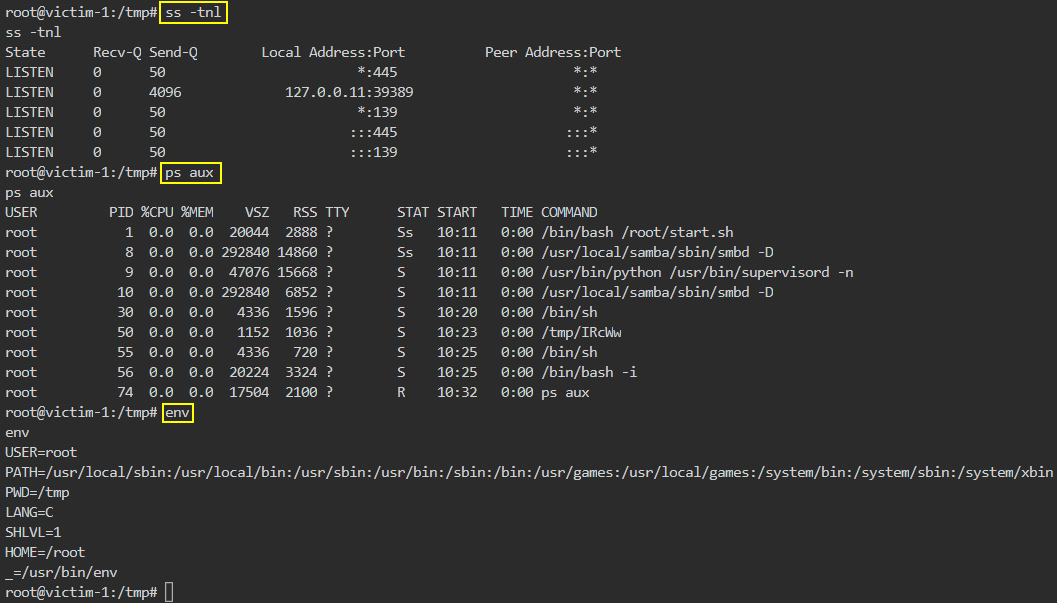 root@victim-1:/tmp# ss -tnl
ss -tnl
State Recv-Q Send-Q Local Address:Port Peer Address:Port
LISTEN 0 50 *:445 *:*
LISTEN 0 4096 127.0.0.11:39389 *:*
LISTEN 0 50 *:139 *:*
LISTEN 0 50 :::445 :::*
LISTEN 0 50 :::139 :::*
root@victim-1:/tmp# ps aux
ps aux
USER PID %CPU %MEM VSZ RSS TTY STAT START TIME COMMAND
root 1 0.0 0.0 20044 2888 ? Ss 10:11 0:00 /bin/bash /root/start.sh
root 8 0.0 0.0 292840 14860 ? Ss 10:11 0:00 /usr/local/samba/sbin/smbd -D
root 9 0.0 0.0 47076 15668 ? S 10:11 0:00 /usr/bin/python /usr/bin/supervisord -n
root 10 0.0 0.0 292840 6852 ? S 10:11 0:00 /usr/local/samba/sbin/smbd -D
root 30 0.0 0.0 4336 1596 ? S 10:20 0:00 /bin/sh
root 50 0.0 0.0 1152 1036 ? S 10:23 0:00 /tmp/IRcWw
root 55 0.0 0.0 4336 720 ? S 10:25 0:00 /bin/sh
root 56 0.0 0.0 20224 3324 ? S 10:25 0:00 /bin/bash -i
root 74 0.0 0.0 17504 2100 ? R 10:32 0:00 ps aux
root@victim-1:/tmp# env
env
USER=root
PATH=/usr/local/sbin:/usr/local/bin:/usr/sbin:/usr/bin:/sbin:/bin:/usr/games:/usr/local/games:/system/bin:/system/sbin:/system/xbin
PWD=/tmp
LANG=C
SHLVL=1
HOME=/root
_=/usr/bin/env
root@victim-1:/tmp#